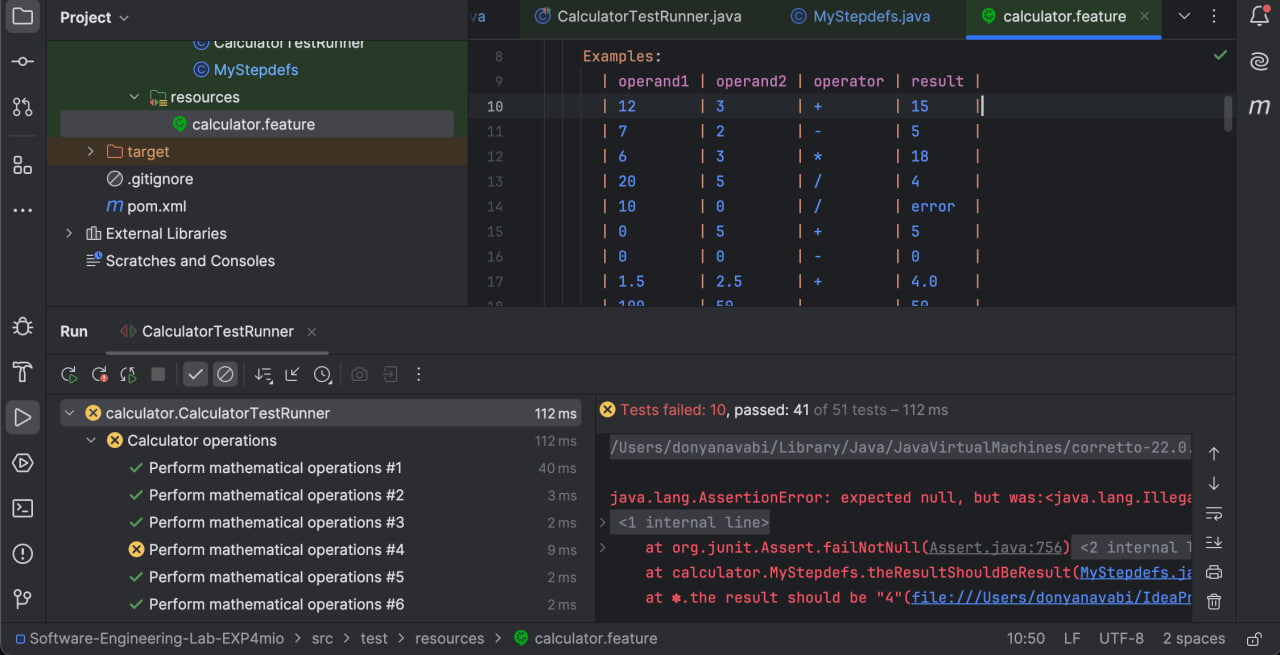 Project
va
CalculatorTestRunner.java
MyStepdefs.java
calculator.feature
CalculatorTestRunner
MyStepdefs
resources
calculator.feature
target
.gitignore
m pom.xml
External Libraries
Scratches and Consoles
8 Examples:
9 | operand1 | operand2 | operator | result |
10 | 12 | 3 | + | 15 |
11 | 7 | 2 | - | 5 |
12 | 6 | 3 | * | 18 |
13 | 20 | 5 | / | 4 |
14 | 10 | 0 | / | error |
15 | 0 | 5 | + | 5 |
16 | 0 | 0 | - | 0 |
17 | 1.5 | 2.5 | + | 4.0 |
18 | 100 | 50 | | 50 |
m
Run
CalculatorTestRunner
calculator.CalculatorTestRunner 112 ms
Calculator operations 112 ms
Perform mathematical operations #1 40 ms
Perform mathematical operations #2 3 ms
Perform mathematical operations #3 2 ms
Perform mathematical operations #4 9 ms
Perform mathematical operations #5 2 ms
Perform mathematical operations #6 2 ms
Tests failed: 10, passed: 41 of 51 tests – 112 ms
/Users/donyanavabi/Library/Java/JavaVirtualMachines/corretto-22.0.
java.lang.AssertionError: expected null, but was:<java.lang.Illega
<1 internal line>
at org.junit.Assert.failNotNull(Assert.java:756) <2 internal l
at calculator.MyStepdefs.theResultShouldBeResult(MyStepdefs.ja
at ✽.the result should be "4"(file:///Users/donyanavabi/IdeaPr
Software-Engineering-Lab-EXP4mio > src > test > resources > calculator.feature
10:50 LF UTF-8 2 spaces